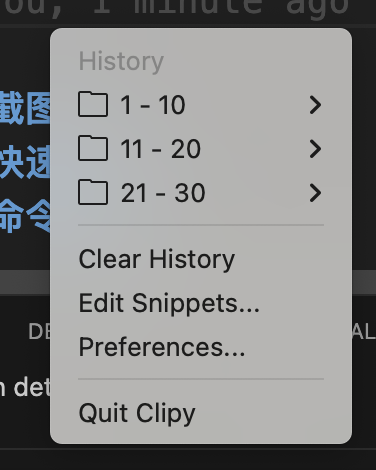 ou, 1 minute ago
History
截图
1 - 10
快速
11 - 20
命令
21 - 30
Clear History
Edit Snippets...
DE
AL
Preferences...
n det
Quit Clipy